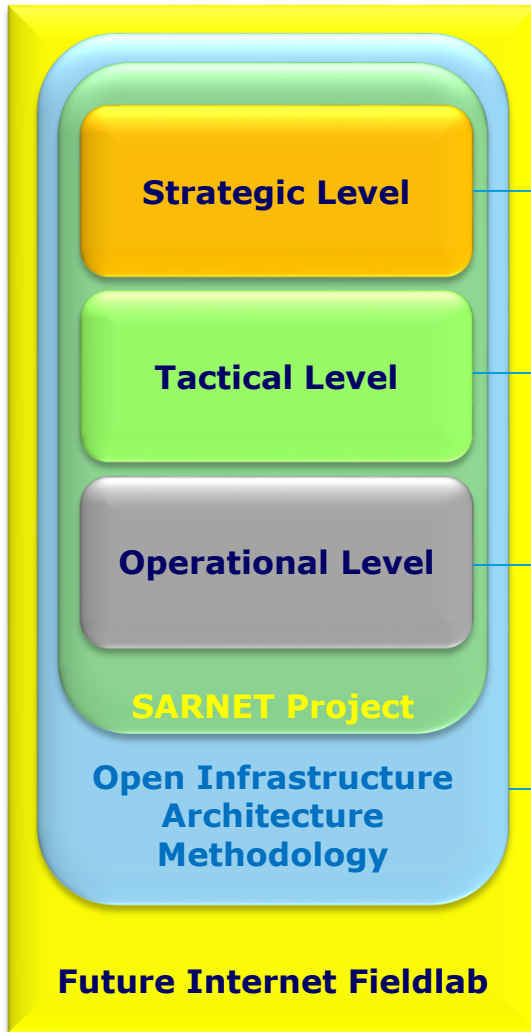 Strategic Level
Tactical Level
Operational Level
SARNET Project
Open Infrastructure
Architecture
Methodology
Future Internet Fieldlab